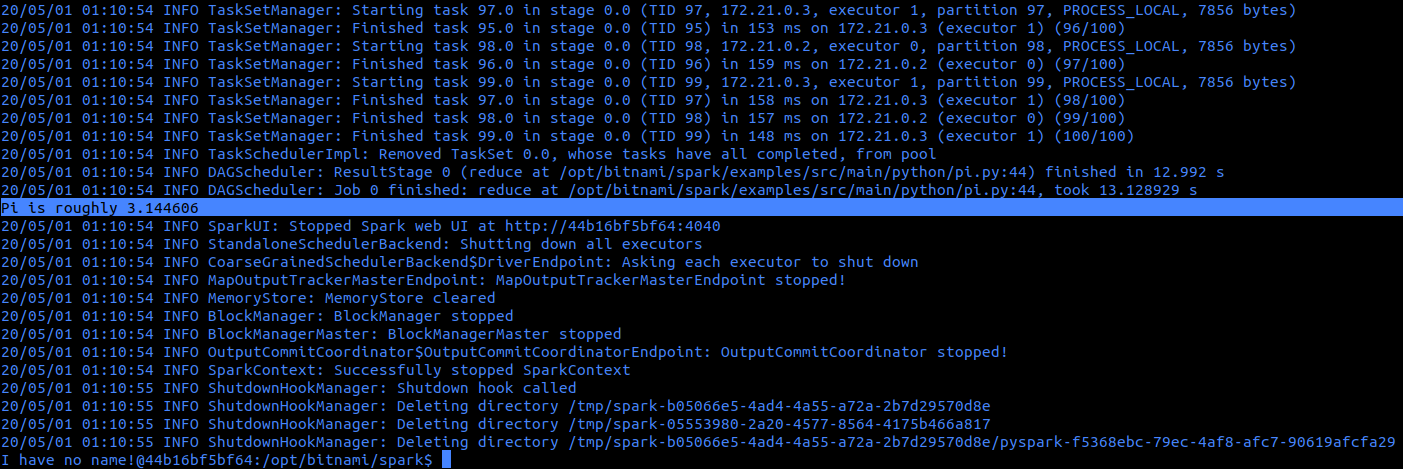 20/05/01 01:10:54 INFO TaskSetManager: Starting task 97.0 in stage 0.0 (TID 97, 172.21.0.3, executor 1, partition 97, PROCESS_LOCAL, 7856 bytes)
20/05/01 01:10:54 INFO TaskSetManager: Finished task 95.0 in stage 0.0 (TID 95) in 153 ms on 172.21.0.3 (executor 1) (96/100)
20/05/01 01:10:54 INFO TaskSetManager: Starting task 98.0 in stage 0.0 (TID 98, 172.21.0.2, executor 0, partition 98, PROCESS_LOCAL, 7856 bytes)
20/05/01 01:10:54 INFO TaskSetManager: Finished task 96.0 in stage 0.0 (TID 96) in 159 ms on 172.21.0.2 (executor 0) (97/100)
20/05/01 01:10:54 INFO TaskSetManager: Starting task 99.0 in stage 0.0 (TID 99, 172.21.0.3, executor 1, partition 99, PROCESS_LOCAL, 7856 bytes)
20/05/01 01:10:54 INFO TaskSetManager: Finished task 97.0 in stage 0.0 (TID 97) in 158 ms on 172.21.0.3 (executor 1) (98/100)
20/05/01 01:10:54 INFO TaskSetManager: Finished task 98.0 in stage 0.0 (TID 98) in 157 ms on 172.21.0.2 (executor 0) (99/100)
20/05/01 01:10:54 INFO TaskSetManager: Finished task 99.0 in stage 0.0 (TID 99) in 148 ms on 172.21.0.3 (executor 1) (100/100)
20/05/01 01:10:54 INFO TaskSchedulerImpl: Removed TaskSet 0.0, whose tasks have all completed, from pool
20/05/01 01:10:54 INFO DAGScheduler: ResultStage 0 (reduce at /opt/bitnami/spark/examples/src/main/python/pi.py:44) finished in 12.992 s
20/05/01 01:10:54 INFO DAGScheduler: Job 0 finished: reduce at /opt/bitnami/spark/examples/src/main/python/pi.py:44, took 13.128929 s
Pi is roughly 3.144606
20/05/01 01:10:54 INFO SparkUI: Stopped Spark web UI at http://44b16bf5bf64:4040
20/05/01 01:10:54 INFO StandaloneSchedulerBackend: Shutting down all executors
20/05/01 01:10:54 INFO CoarseGrainedSchedulerBackend$DriverEndpoint: Asking each executor to shut down
20/05/01 01:10:54 INFO MapOutputTrackerMasterEndpoint: MapOutputTrackerMasterEndpoint stopped!
20/05/01 01:10:54 INFO MemoryStore: MemoryStore cleared
20/05/01 01:10:54 INFO BlockManager: BlockManager stopped
20/05/01 01:10:54 INFO BlockManagerMaster: BlockManagerMaster stopped
20/05/01 01:10:54 INFO OutputCommitCoordinator$OutputCommitCoordinatorEndpoint: OutputCommitCoordinator stopped!
20/05/01 01:10:54 INFO SparkContext: Successfully stopped SparkContext
20/05/01 01:10:55 INFO ShutdownHookManager: Shutdown hook called
20/05/01 01:10:55 INFO ShutdownHookManager: Deleting directory /tmp/spark-b05066e5-4ad4-4a55-a72a-2b7d29570d8e
20/05/01 01:10:55 INFO ShutdownHookManager: Deleting directory /tmp/spark-05553980-2a20-4577-8564-4175b466a817
20/05/01 01:10:55 INFO ShutdownHookManager: Deleting directory /tmp/spark-b05066e5-4ad4-4a55-a72a-2b7d29570d8e/pyspark-f5368ebc-79ec-4af8-afc7-90619afcfa29
I have no name!@44b16bf5bf64:/opt/bitnami/spark$